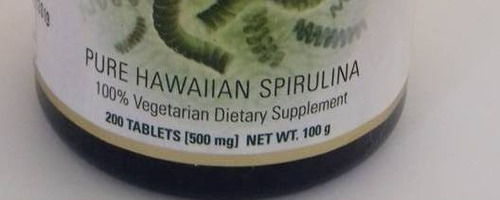 PURE HAWAIIAN SPIRULINA
100% Vegetarian Dietary Supplement
200 TABLETS [500 mg] NET WT. 100 g